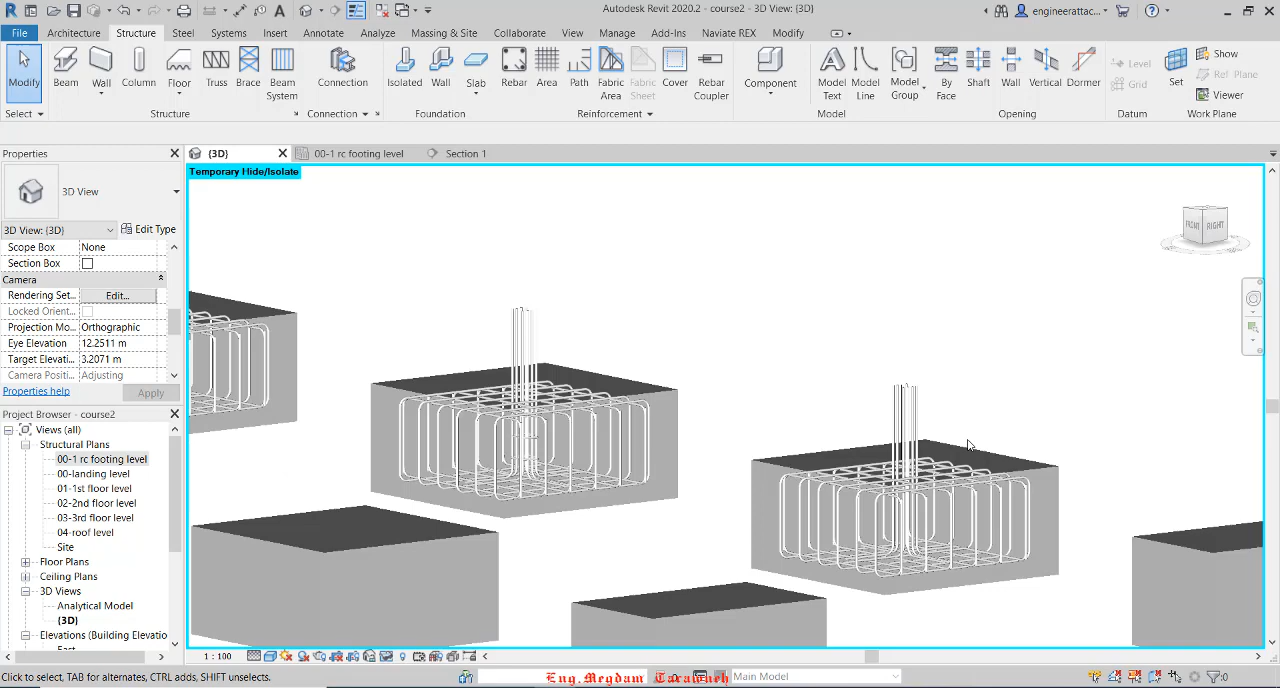 Autodesk Revit 2020.2 - course2 - 3D View: {3D}
engineerattac...
File Architecture Structure Steel Systems Insert Annotate Analyze Massing & Site Collaborate View Manage Add-Ins Naviate REX Modify
Modify Beam Wall Column Floor Truss Brace Beam System Connection Isolated Wall Slab Rebar Area Path Fabric Area Fabric Sheet Cover Rebar Coupler Component Model Text Model Line Model Group By Face Shaft Wall Vertical Dormer Level Grid Set Show Ref Plane Viewer
Select Structure Connection Foundation Reinforcement Model Opening Datum Work Plane
Properties
{3D} 00-1 rc footing level Section 1
Temporary Hide/Isolate
3D View
3D View: {3D} Edit Type
Scope Box None
Section Box
Camera
Rendering Set... Edit...
Locked Orient...
Projection Mo... Orthographic
Eye Elevation 12.2511 m
Target Elevati... 3.2071 m
Camera Positi... Adjusting
Properties help Apply
Project Browser - course2
Views (all)
Structural Plans
00-1 rc footing level
00-landing level
01-1st floor level
02-2nd floor level
03-3rd floor level
04-roof level
Site
Floor Plans
Ceiling Plans
3D Views
Analytical Model
{3D}
Elevations (Building Elevatio
East
FRONT RIGHT
1 : 100
Click to select, TAB for alternates, CTRL adds, SHIFT unselects.
Eng.Megdam Tarawneh
Main Model
:0